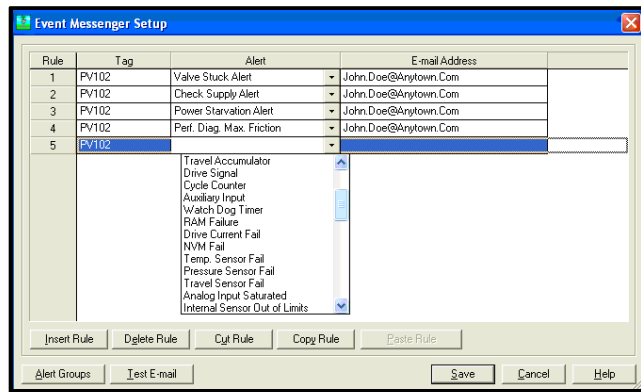 Event Messenger Setup
Rule Tag Alert E-mail Address
1 PV102 Valve Stuck Alert John.Doe@Anytown.Com
2 PV102 Check Supply Alert John.Doe@Anytown.Com
3 PV102 Power Starvation Alert John.Doe@Anytown.Com
4 PV102 Perf. Diag. Max. Friction John.Doe@Anytown.Com
5 PV102
Travel Accumulator
Drive Signal
Cycle Counter
Auxiliary Input
Watch Dog Timer
RAM Failure
Drive Current Fail
NVM Fail
Temp. Sensor Fail
Pressure Sensor Fail
Travel Sensor Fail
Analog Input Saturated
Internal Sensor Out of Limits
Insert Rule Delete Rule Cut Rule Copy Rule Paste Rule
Alert Groups Test E-mail Save Cancel Help